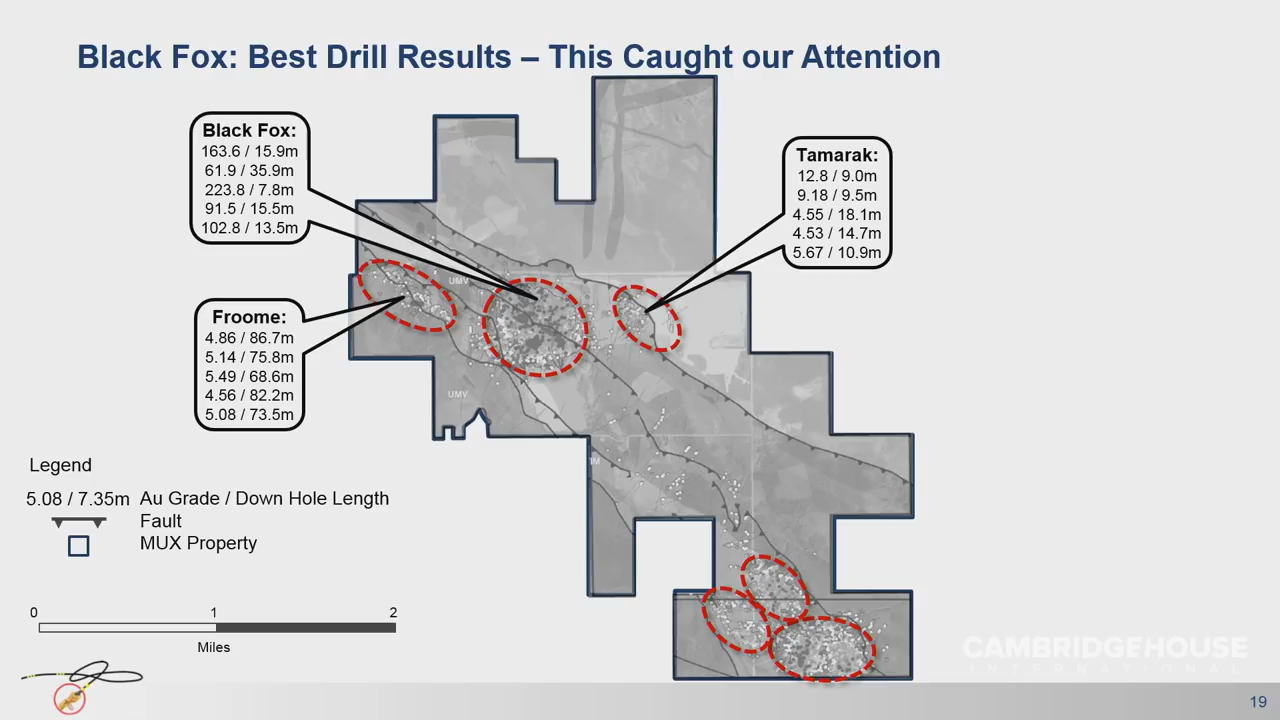 Black Fox: Best Drill Results – This Caught our Attention
Black Fox:
163.6 / 15.9m
61.9 / 35.9m
223.8 / 7.8m
91.5 / 15.5m
102.8 / 13.5m
Tamarak:
12.8 / 9.0m
9.18 / 9.5m
4.55 / 18.1m
4.53 / 14.7m
5.67 / 10.9m
UMV
Froome:
4.86 / 86.7m
5.14 / 75.8m
5.49 / 68.6m
4.56 / 82.2m
5.08 / 73.5m
UMV
IM
Legend
5.08 / 7.35m Au Grade / Down Hole Length
Fault
MUX Property
0 1 2
Miles
CAMBRIDGEHOUSE
INTERNATIONAL
19